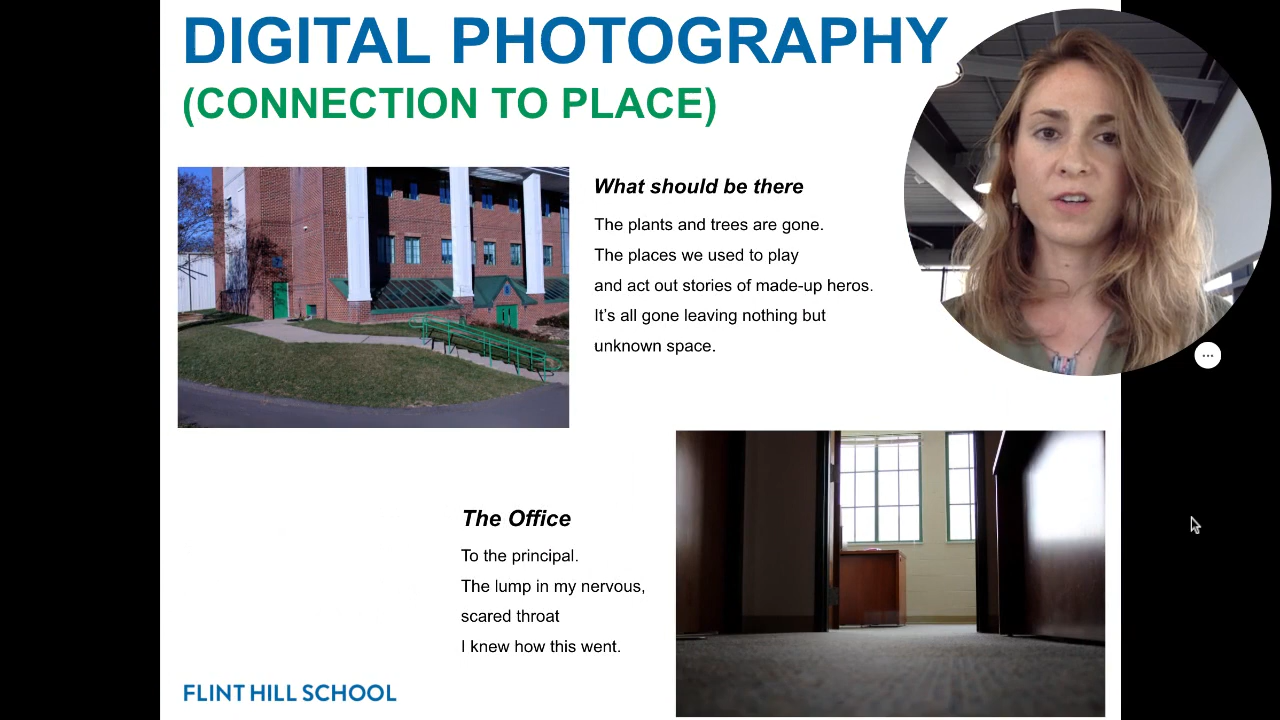 DIGITAL PHOTOGRAPHY
(CONNECTION TO PLACE)
What should be there
The plants and trees are gone.
The places we used to play
and act out stories of made-up heros.
It's all gone leaving nothing but
unknown space.
The Office
To the principal.
The lump in my nervous,
scared throat
I knew how this went.
FLINT HILL SCHOOL